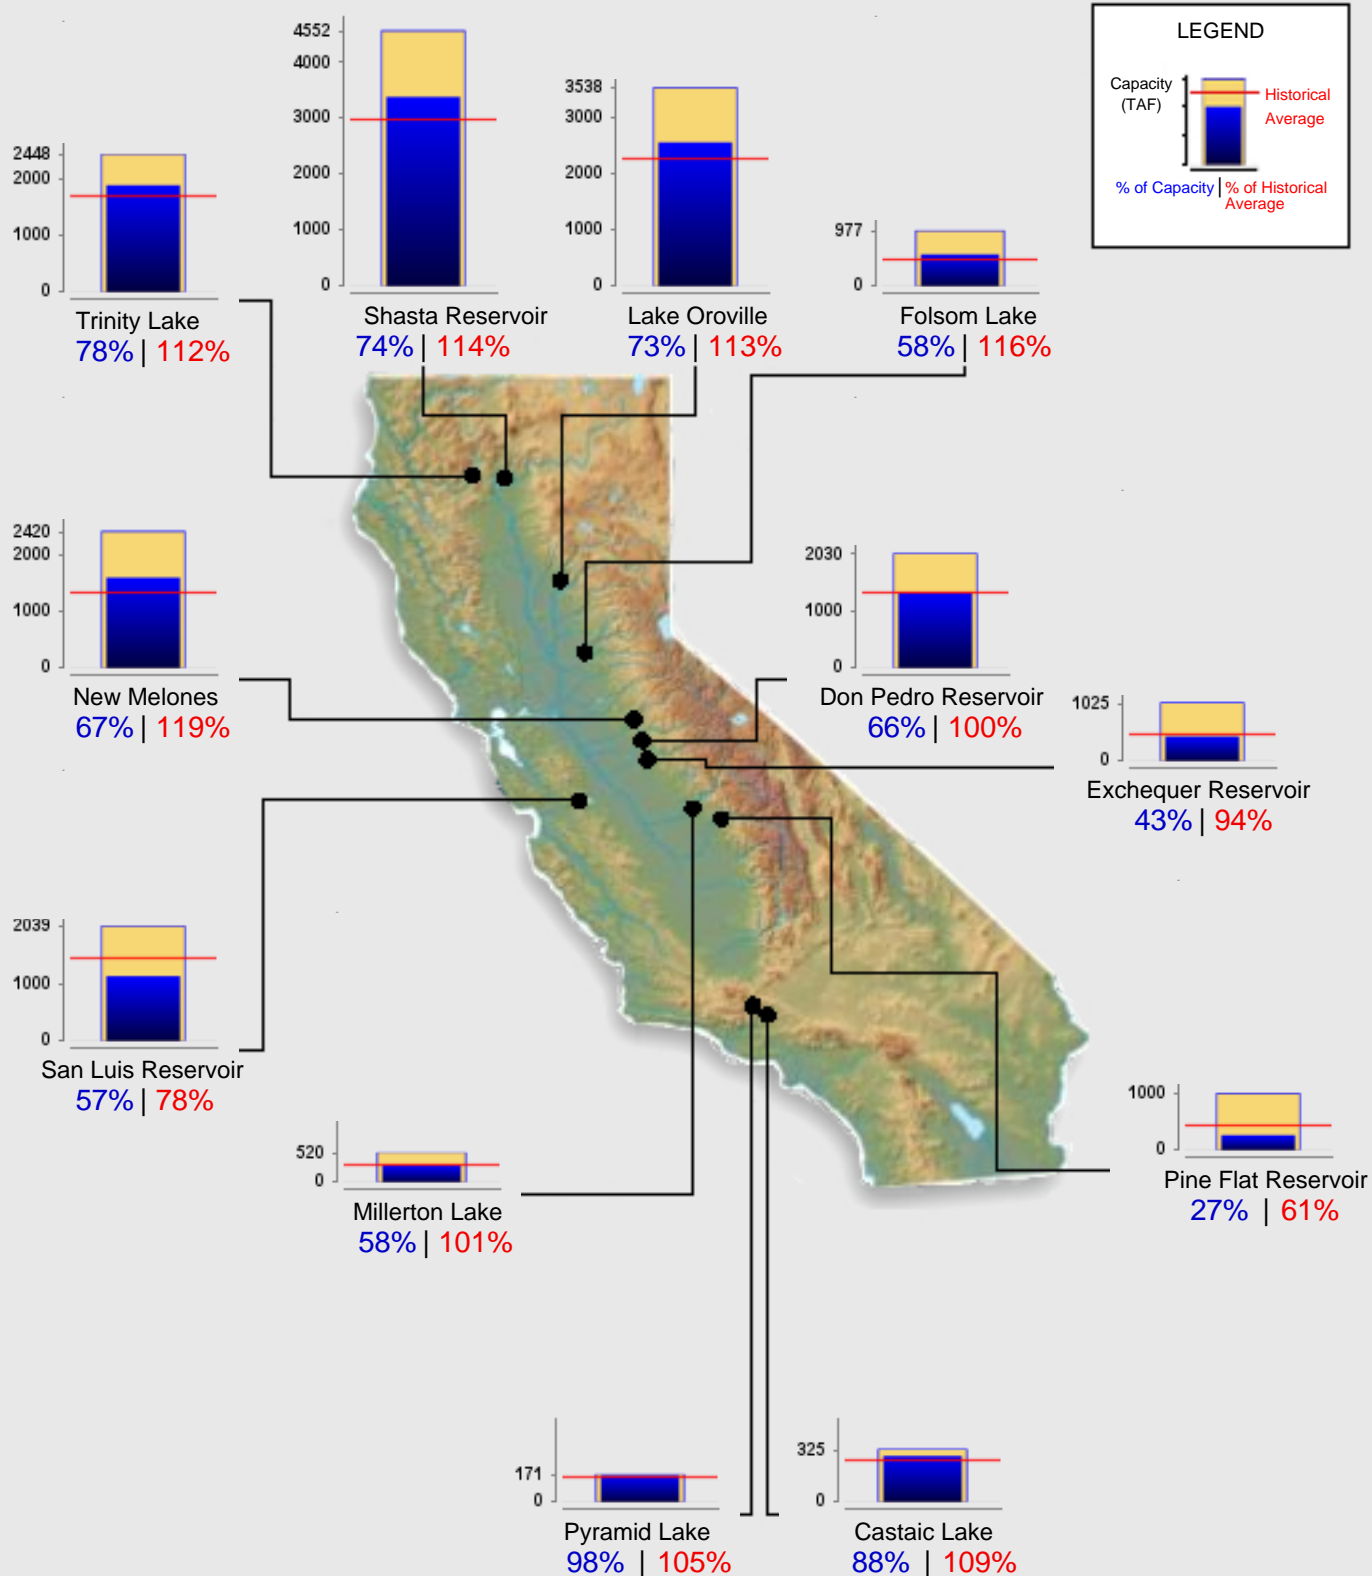 LEGEND
Capacity
(TAF)
Historical
Average
% of Capacity | % of Historical
Average
4552
4000
3000
2000
1000
0
Shasta Reservoir
74% | 114%
3538
3000
2000
1000
0
Lake Oroville
73% | 113%
2448
2000
1000
0
Trinity Lake
78% | 112%
977
0
Folsom Lake
58% | 116%
2420
2000
1000
0
New Melones
67% | 119%
2030
1000
0
Don Pedro Reservoir
66% | 100%
1025
0
Exchequer Reservoir
43% | 94%
2039
1000
0
San Luis Reservoir
57% | 78%
520
0
Millerton Lake
58% | 101%
1000
0
Pine Flat Reservoir
27% | 61%
171
0
Pyramid Lake
98% | 105%
325
0
Castaic Lake
88% | 109%